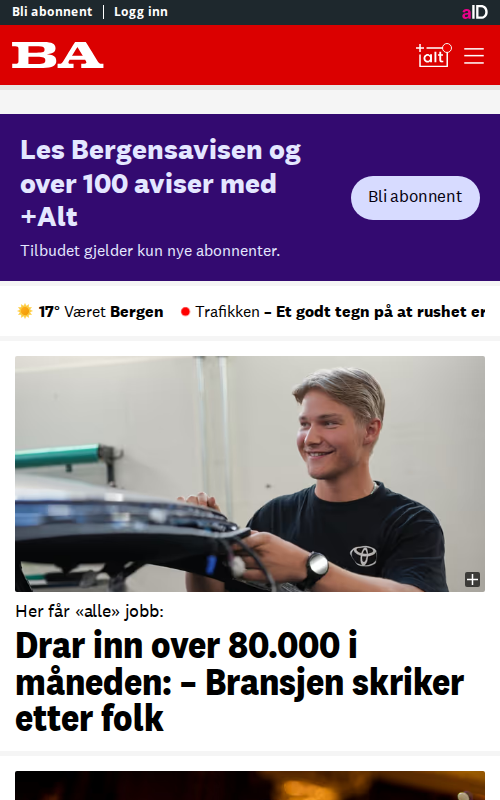 Bli abonnent | Logg inn
aID
BA
+alt
Les Bergensavisen og
over 100 aviser med
+Alt
Tilbudet gjelder kun nye abonnenter.
Bli abonnent
17° Været Bergen
Trafikken – Et godt tegn på at rushet er
Her får «alle» jobb:
Drar inn over 80.000 i
måneden: – Bransjen skriker
etter folk